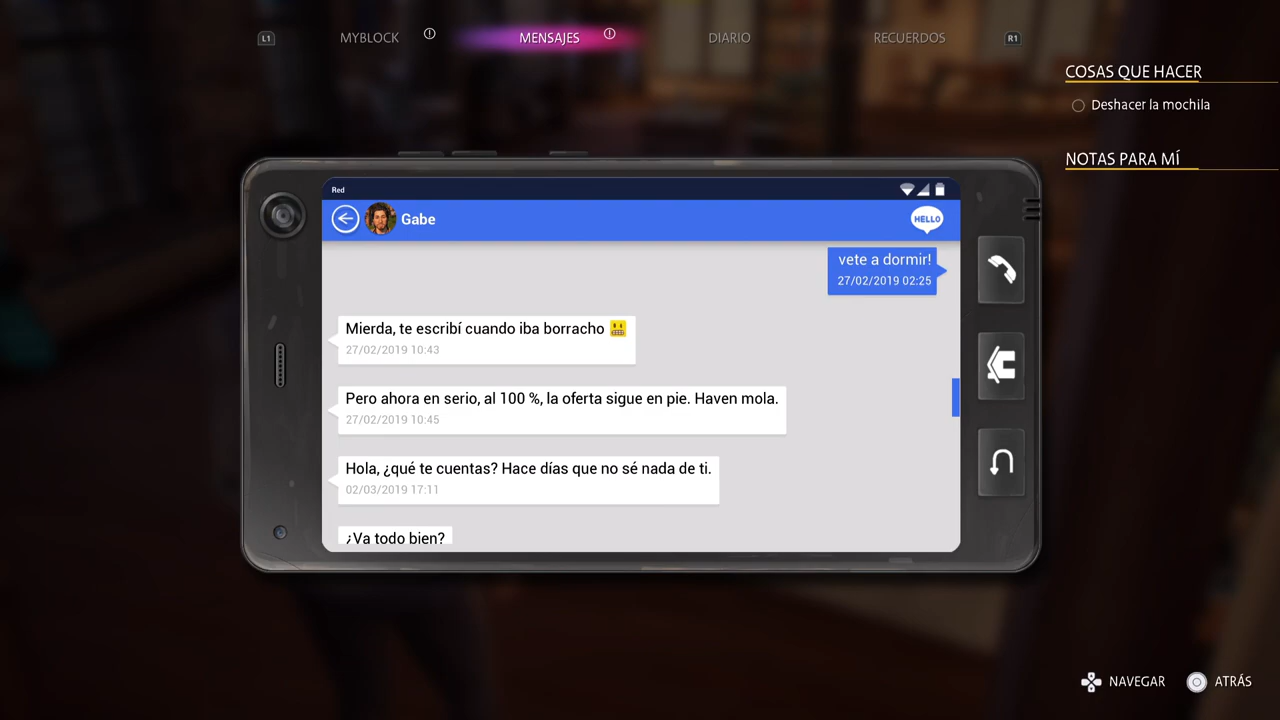 L1
MYBLOCK
MENSAJES
DIARIO
RECUERDOS
R1
COSAS QUE HACER
Deshacer la mochila
NOTAS PARA MÍ
Red
Gabe
HELLO
vete a dormir!
27/02/2019 02:25
Mierda, te escribí cuando iba borracho
27/02/2019 10:43
Pero ahora en serio, al 100 %, la oferta sigue en pie. Haven mola.
27/02/2019 10:45
Hola, ¿qué te cuentas? Hace días que no sé nada de ti.
02/03/2019 17:11
¿Va todo bien?
NAVEGAR
ATRÁS